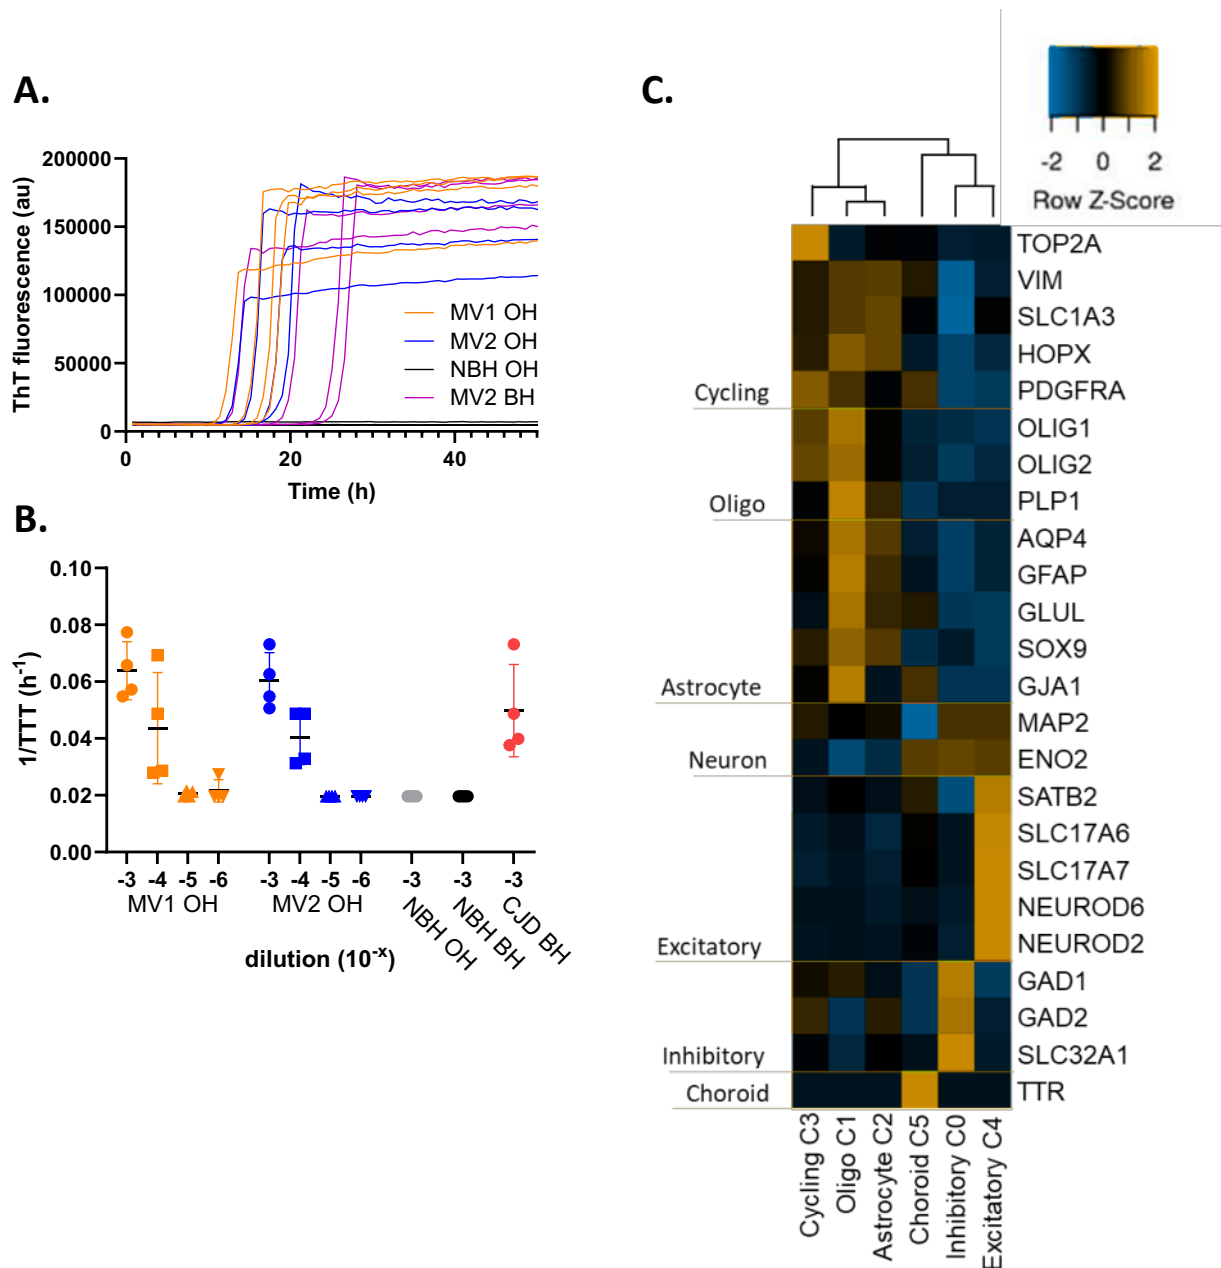 A.
200000
150000
100000
50000
0
ThT fluorescence (au)
MV1 OH
MV2 OH
NBH OH
MV2 BH
0 20 40
Time (h)
B.
0.10
0.08
0.06
0.04
0.02
0.00
1/TTT (h⁻¹)
-3 -4 -5 -6 -3 -4 -5 -6 -3 -3 -3
MV1 OH MV2 OH NBH OH NBH BH CJD BH
dilution (10⁻ˣ)
C.
-2 0 2
Row Z-Score
TOP2A
VIM
SLC1A3
HOPX
Cycling PDGFRA
OLIG1
OLIG2
Oligo PLP1
AQP4
GFAP
GLUL
SOX9
Astrocyte GJA1
MAP2
Neuron ENO2
SATB2
SLC17A6
SLC17A7
NEUROD6
Excitatory NEUROD2
GAD1
GAD2
Inhibitory SLC32A1
Choroid TTR
Cycling C3
Oligo C1
Astrocyte C2
Choroid C5
Inhibitory C0
Excitatory C4